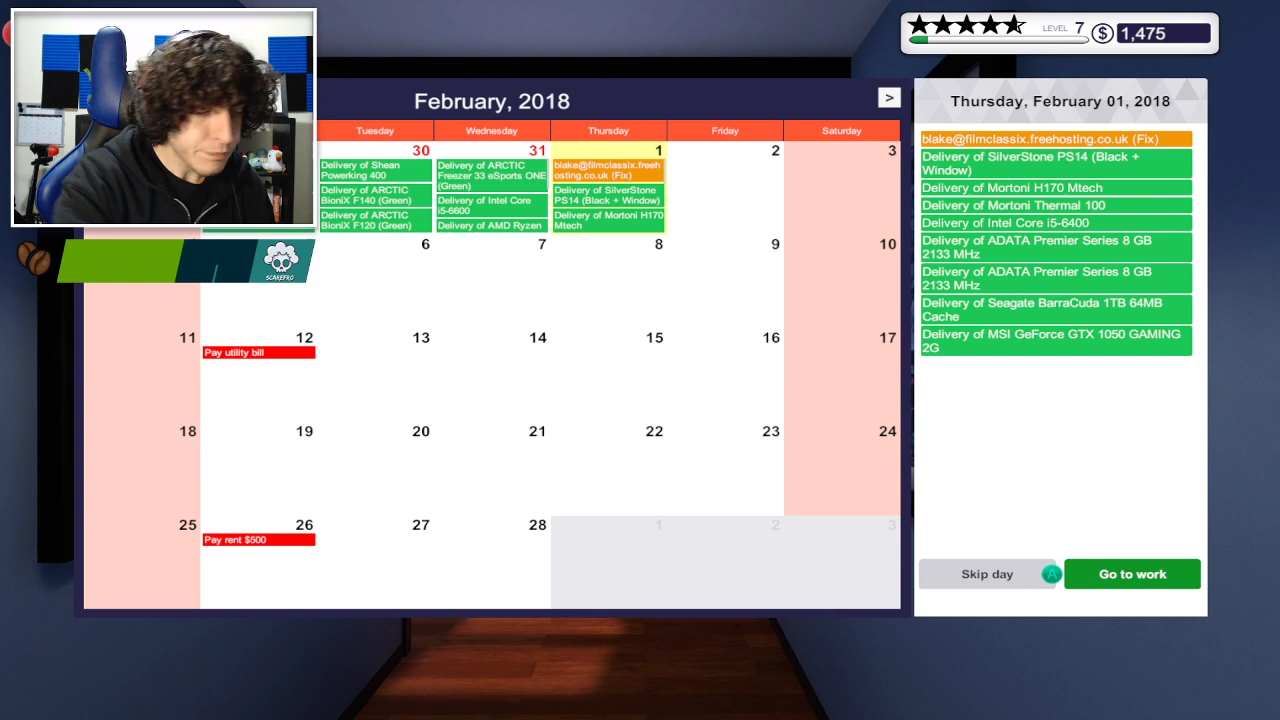 LEVEL 7 $ 1,475
February, 2018
>
Thursday, February 01, 2018
Tuesday
Wednesday
Thursday
Friday
Saturday
30
31
1
2
3
Delivery of Shean
Powerking 400
Delivery of ARCTIC
BioniX F140 (Green)
Delivery of ARCTIC
BioniX F120 (Green)
Delivery of ARCTIC
Freezer 33 eSports ONE
(Green)
Delivery of Intel Core
i5-6600
Delivery of AMD Ryzen
blake@filmclassix.freeh
osting.co.uk (Fix)
Delivery of SilverStone
PS14 (Black + Window)
Delivery of Mortoni H170
Mtech
6
7
8
9
10
SCAREFRO
11
12
13
14
15
16
17
Pay utility bill
18
19
20
21
22
23
24
25
26
27
28
1
2
3
Pay rent $500
blake@filmclassix.freehosting.co.uk (Fix)
Delivery of SilverStone PS14 (Black +
Window)
Delivery of Mortoni H170 Mtech
Delivery of Mortoni Thermal 100
Delivery of Intel Core i5-6400
Delivery of ADATA Premier Series 8 GB
2133 MHz
Delivery of ADATA Premier Series 8 GB
2133 MHz
Delivery of Seagate BarraCuda 1TB 64MB
Cache
Delivery of MSI GeForce GTX 1050 GAMING
2G
Skip day
A
Go to work